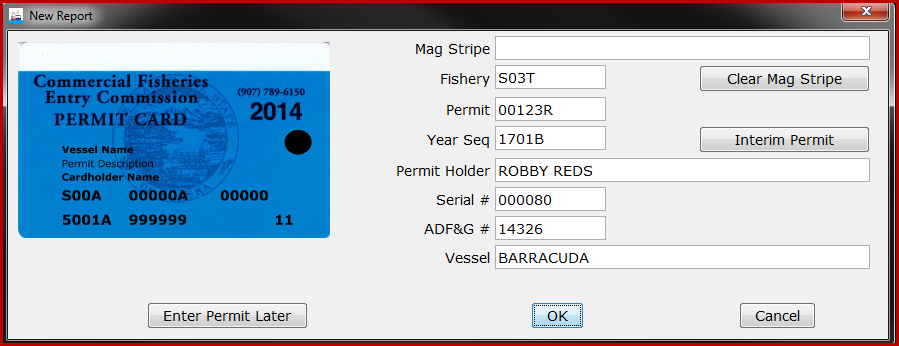 New Report
Commercial Fisheries
Entry Commission
(907) 789-6150
PERMIT CARD
2014
Vessel Name
Permit Description
Cardholder Name
S00A 00000A 00000
5001A 999999 11
Mag Stripe
Fishery S03T
Clear Mag Stripe
Permit 00123R
Year Seq 1701B
Interim Permit
Permit Holder ROBBY REDS
Serial # 000080
ADF&G # 14326
Vessel BARRACUDA
Enter Permit Later
OK
Cancel